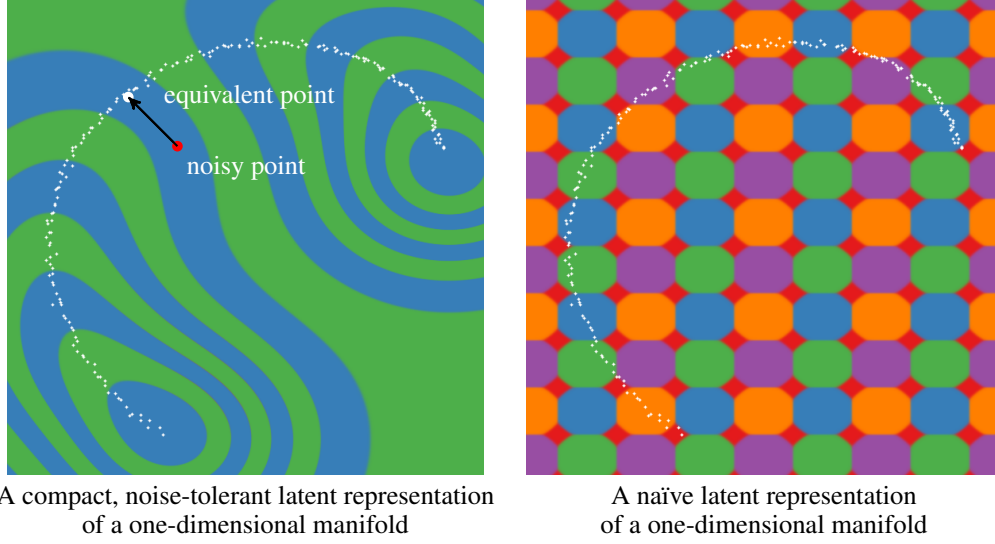 equivalent point
noisy point
A compact, noise-tolerant latent representation
of a one-dimensional manifold
A naïve latent representation
of a one-dimensional manifold